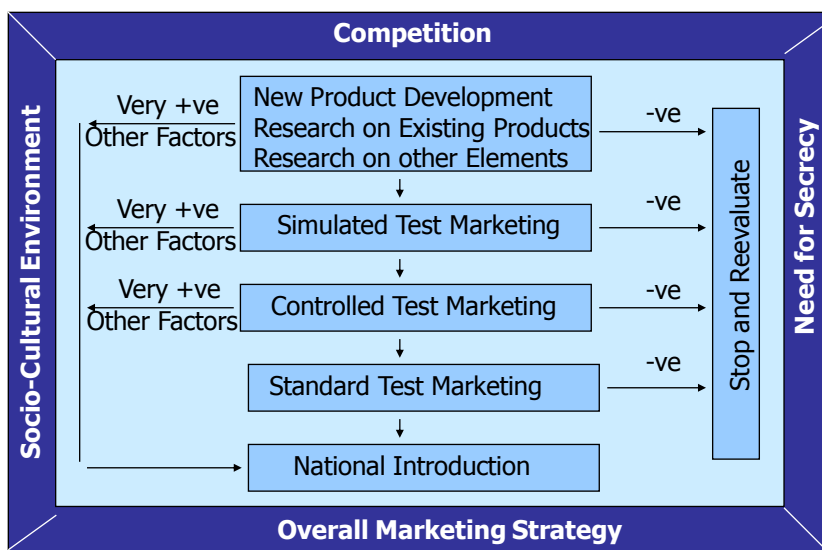 Competition
Socio-Cultural Environment
Need for Secrecy
Very +ve
Other Factors
New Product Development
Research on Existing Products
Research on other Elements
-ve
Very +ve
Other Factors
Simulated Test Marketing
-ve
Very +ve
Other Factors
Controlled Test Marketing
-ve
Standard Test Marketing
-ve
Stop and Reevaluate
National Introduction
Overall Marketing Strategy